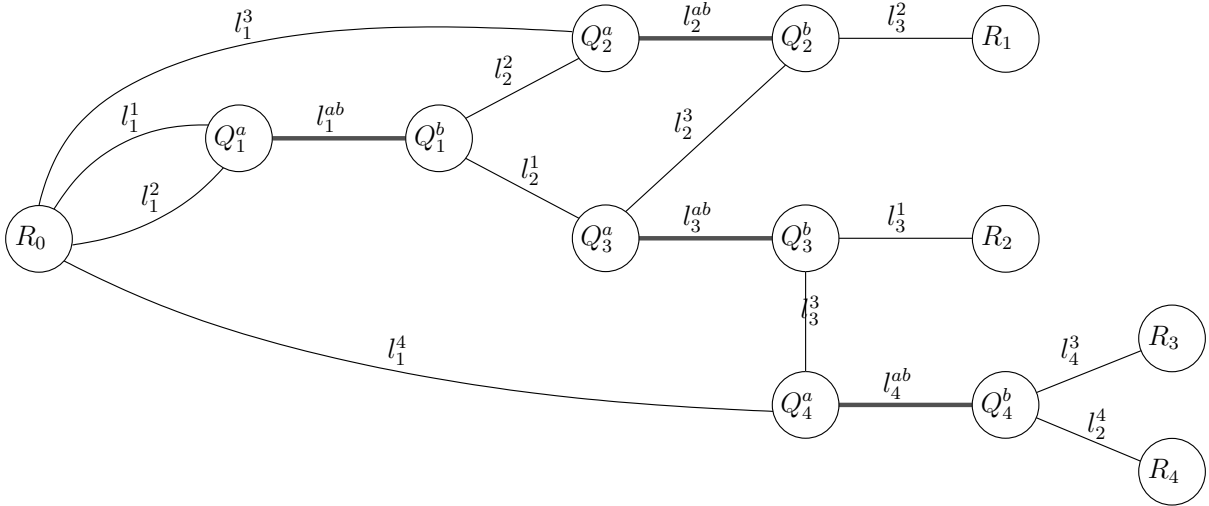 l_1^3
Q_2^a
l_2^{ab}
Q_2^b
l_3^2
R_1
l_2^2
l_1^1
Q_1^a
l_1^{ab}
Q_1^b
l_2^3
l_1^2
l_2^1
R_0
Q_3^a
l_3^{ab}
Q_3^b
l_3^1
R_2
l_3^3
l_1^4
R_3
l_4^3
Q_4^a
l_4^{ab}
Q_4^b
l_2^4
R_4